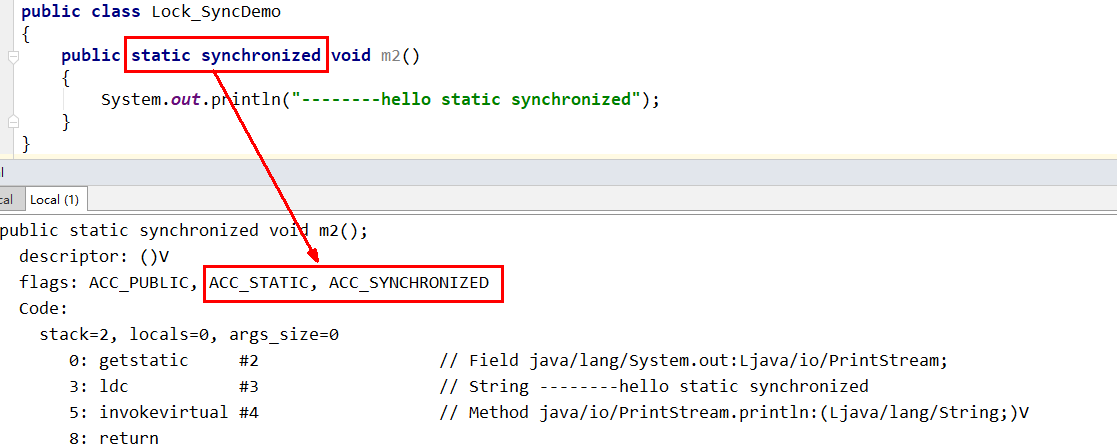 public class Lock_SyncDemo
{
public static synchronized void m2()
{
System.out.println("--------hello static synchronized");
}
}
al
cal Local (1)
public static synchronized void m2();
descriptor: ()V
flags: ACC_PUBLIC, ACC_STATIC, ACC_SYNCHRONIZED
Code:
stack=2, locals=0, args_size=0
0: getstatic #2 // Field java/lang/System.out:Ljava/io/PrintStream;
3: ldc #3 // String --------hello static synchronized
5: invokevirtual #4 // Method java/io/PrintStream.println:(Ljava/lang/String;)V
8: return